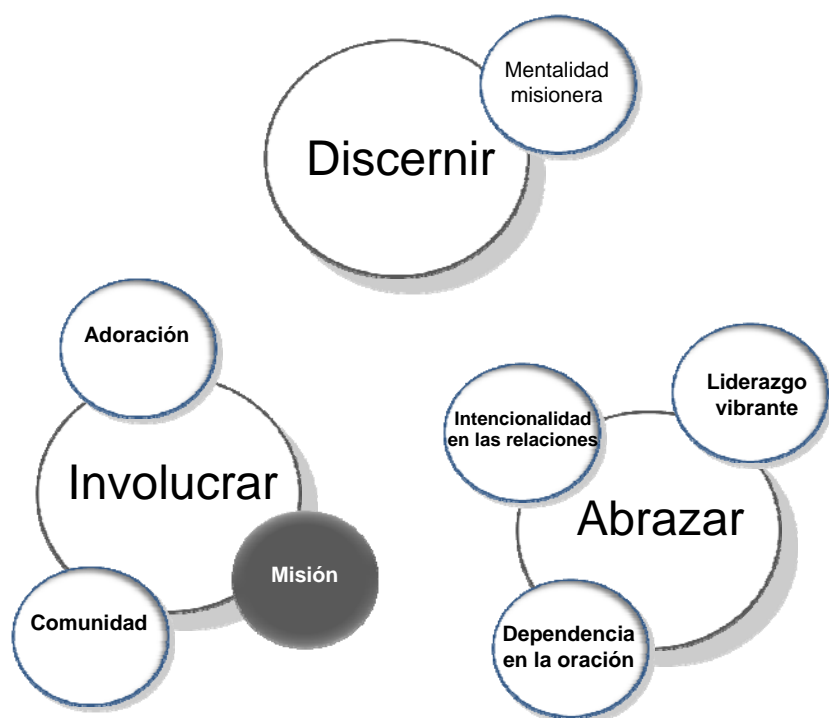 Mentalidad
misionera
Discernir
Adoración
Involucrar
Misión
Comunidad
Liderazgo
vibrante
Intencionalidad
en las relaciones
Abrazar
Dependencia
en la oración